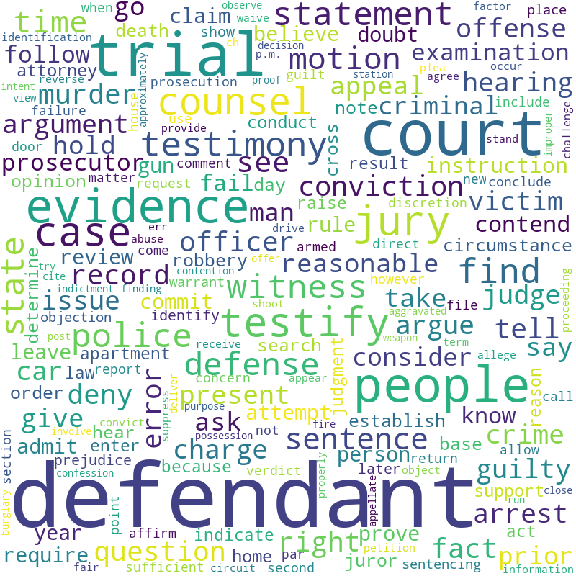 time
go
claim
statement
when
observe
waive
factor
place
identification
death
show
decision
p.m.
offense
occur
trial
believe
doubt
plea
agree
follow
attorney
prosecution
proof
motion
examination
intent
reverse
view
approximately
guilt
station
hearing
murder
house
use
counsel
appeal
failure
provide
note
criminal
include
argument
door
conduct
court
stand
improper
challenge
hold
comment
testimony
cross
prosecutor
matter
gun
see
result
new
conclude
opinion
request
fail
day
raise
conviction
instruction
discretion
victim
evidence
man
rule
jury
contend
come
drive
armed
direct
err
case
abuse
officer
reasonable
circumstance
try
cite
review
robbery
contention
offer
however
state
determine
record
indictment
finding
warrant
find
issue
commit
identify
witness
take
file
judge
proceeding
objection
shoot
aggravated
post
police
receive
testify
weapon
term
allege
argue
tell
leave
apartment
search
concern
appear
consider
say
car
law
report
suppress
deliver
defense
judgment
people
reason
call
order
error
purpose
present
give
deny
convict
involve
ask
attempt
establish
know
allow
hear
possession
not
fire
crime
admit
enter
sentence
base
return
burglary
section
prejudice
because
charge
person
later
object
guilty
confession
verdict
properly
appellate
support
run
close
defendant
year
point
affirm
indicate
right
prove
arrest
act
require
question
home
par
petition
juror
fact
prior
fair
sufficient
circuit
second
sentencing
information